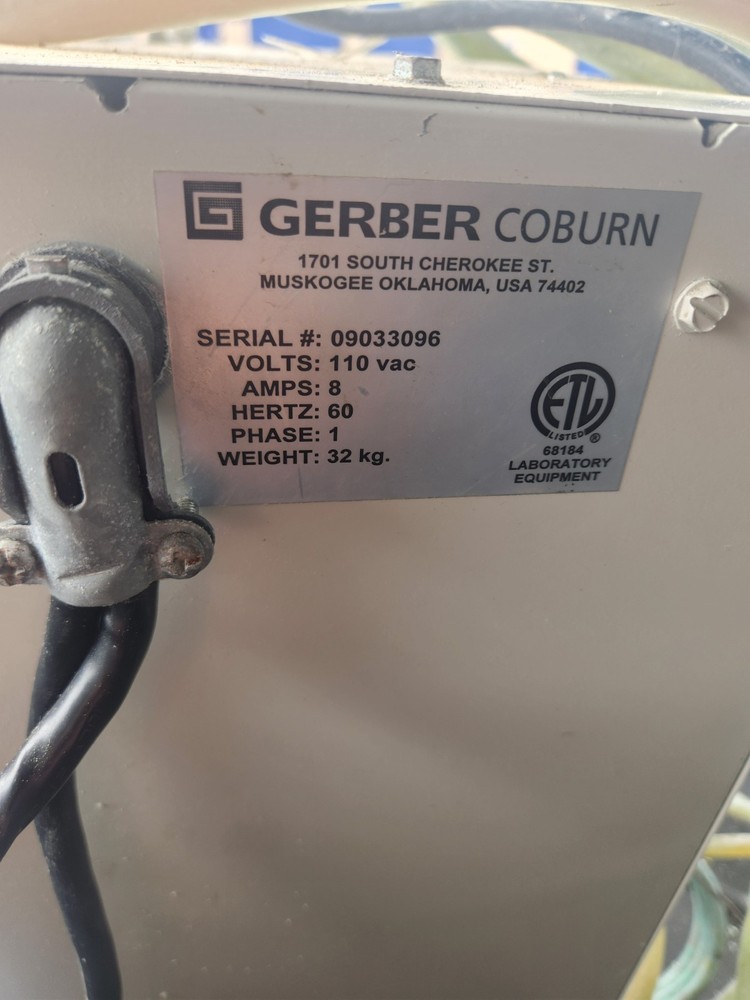 GERBER COBURN
1701 SOUTH CHEROKEE ST.
MUSKOGEE OKLAHOMA, USA 74402
SERIAL #: 09033096
VOLTS: 110 vac
AMPS: 8
HERTZ: 60
PHASE: 1
WEIGHT: 32 kg.
ETL
LISTED ®
68184
LABORATORY
EQUIPMENT